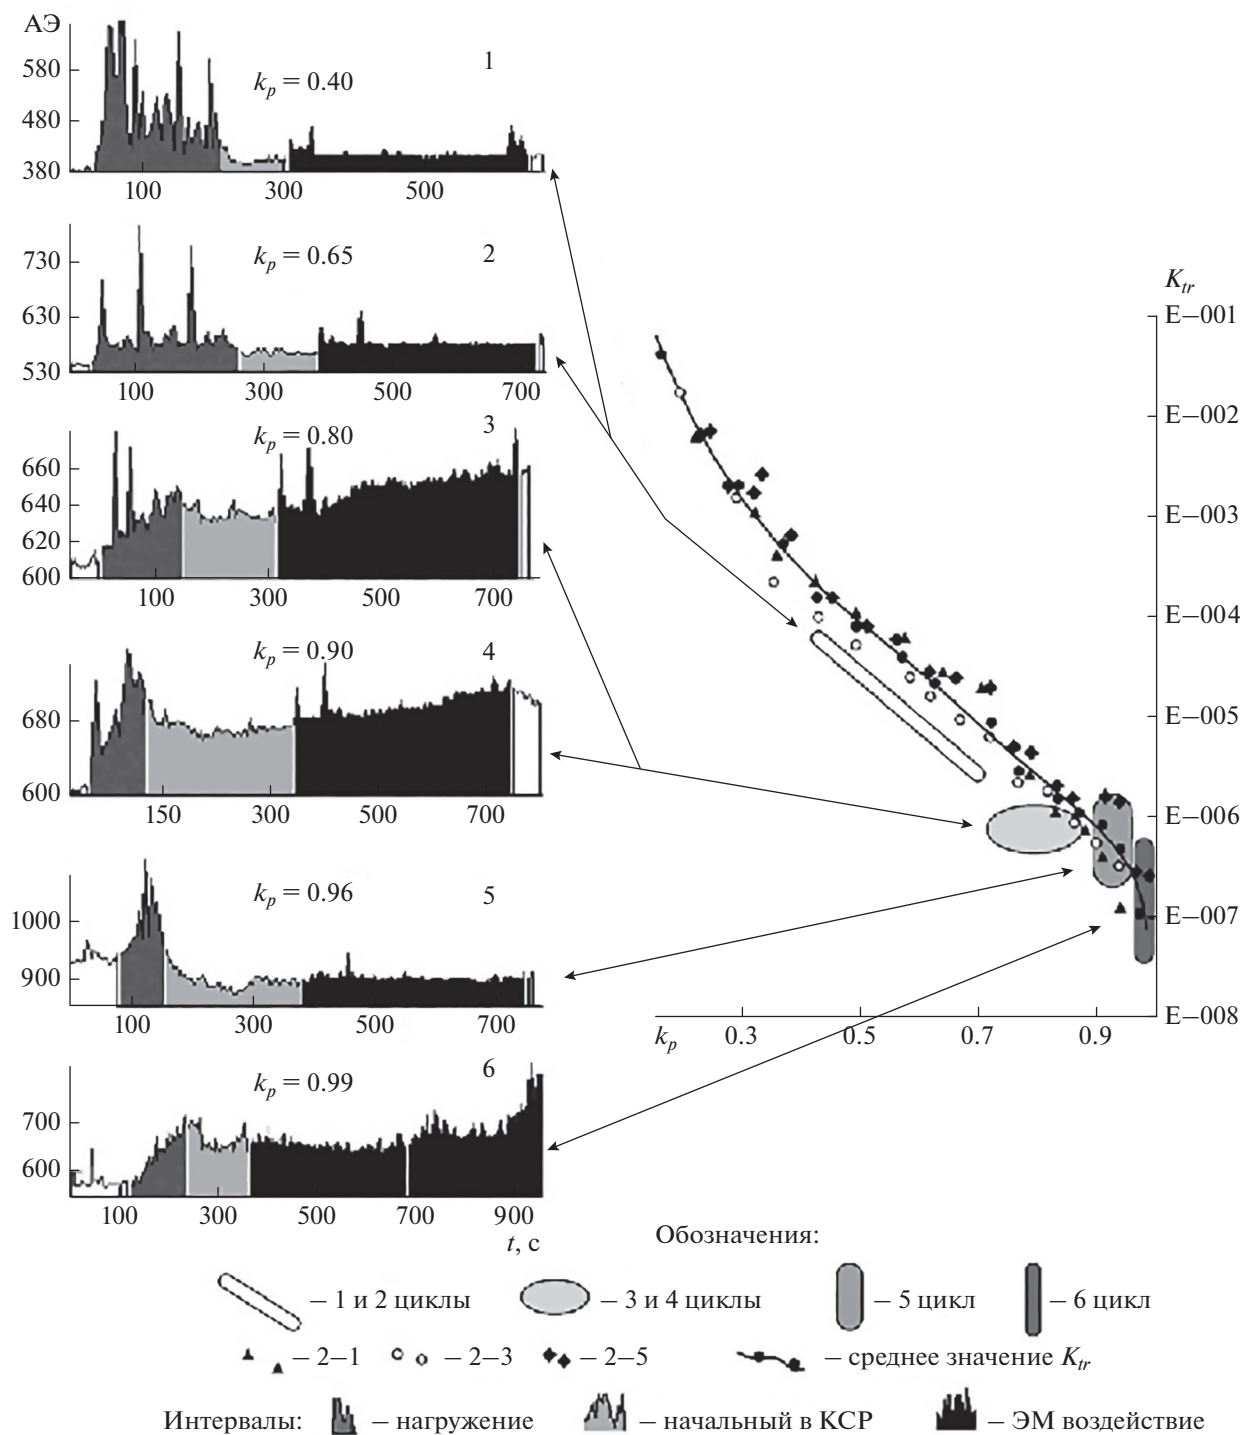 АЭ
580
480
380
k_p = 0.40
1
100
300
500
730
630
530
k_p = 0.65
2
100
300
500
700
660
640
620
600
k_p = 0.80
3
100
300
500
700
680
600
k_p = 0.90
4
150
300
500
700
1000
900
k_p = 0.96
5
100
300
500
700
700
600
k_p = 0.99
6
100
300
500
700
900
t, с
K_tr
E−001
E−002
E−003
E−004
E−005
E−006
E−007
E−008
k_p
0.3
0.5
0.7
0.9
Обозначения:
− 1 и 2 циклы
− 3 и 4 циклы
− 5 цикл
− 6 цикл
− 2−1
− 2−3
− 2−5
− среднее значение K_tr
Интервалы:
− нагружение
− начальный в КСР
− ЭМ воздействие